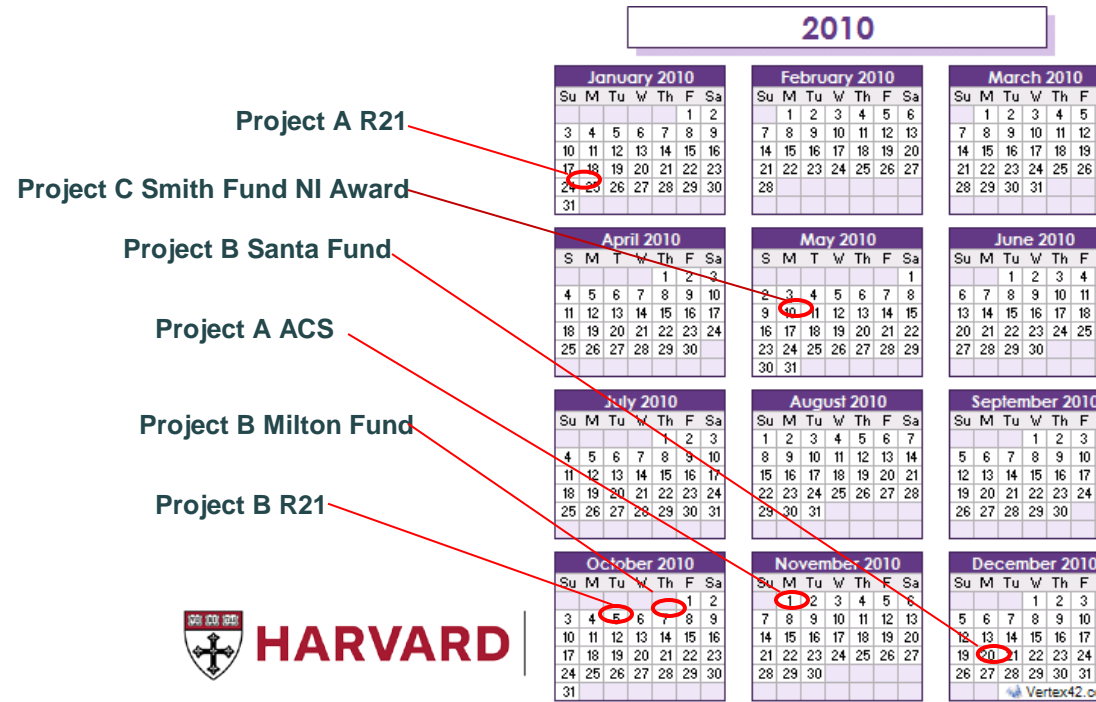 2010
Project A R21
Project C Smith Fund NI Award
Project B Santa Fund
Project A ACS
Project B Milton Fund
Project B R21
HARVARD
January 2010
Su M Tu W Th F Sa
1 2
3 4 5 6 7 8 9
10 11 12 13 14 15 16
17 18 19 20 21 22 23
24 25 26 27 28 29 30
31
February 2010
Su M Tu W Th F Sa
1 2 3 4 5 6
7 8 9 10 11 12 13
14 15 16 17 18 19 20
21 22 23 24 25 26 27
28
March 2010
Su M Tu W Th F
1 2 3 4 5
7 8 9 10 11 12
14 15 16 17 18 19
21 22 23 24 25 26
28 29 30 31
April 2010
S M T W Th F Sa
1 2 3
4 5 6 7 8 9 10
11 12 13 14 15 16 17
18 19 20 21 22 23 24
25 26 27 28 29 30
May 2010
S M T W Th F Sa
1
2 3 4 5 6 7 8
9 10 11 12 13 14 15
16 17 18 19 20 21 22
23 24 25 26 27 28 29
30 31
June 2010
Su M Tu W Th F
1 2 3 4
6 7 8 9 10 11
13 14 15 16 17 18
20 21 22 23 24 25
27 28 29 30
July 2010
Su M Tu W Th F Sa
1 2 3
4 5 6 7 8 9 10
11 12 13 14 15 16 17
18 19 20 21 22 23 24
25 26 27 28 29 30 31
August 2010
Su M Tu W Th F Sa
1 2 3 4 5 6 7
8 9 10 11 12 13 14
15 16 17 18 19 20 21
22 23 24 25 26 27 28
29 30 31
September 2010
Su M Tu W Th F
1 2 3
5 6 7 8 9 10
12 13 14 15 16 17
19 20 21 22 23 24
26 27 28 29 30
October 2010
Su M Tu W Th F Sa
1 2
3 4 5 6 7 8 9
10 11 12 13 14 15 16
17 18 19 20 21 22 23
24 25 26 27 28 29 30
31
November 2010
Su M Tu W Th F Sa
1 2 3 4 5 6
7 8 9 10 11 12 13
14 15 16 17 18 19 20
21 22 23 24 25 26 27
28 29 30
December 2010
Su M Tu W Th F
1 2 3
5 6 7 8 9 10
12 13 14 15 16 17
19 20 21 22 23 24
26 27 28 29 30 31
Vertex42.co